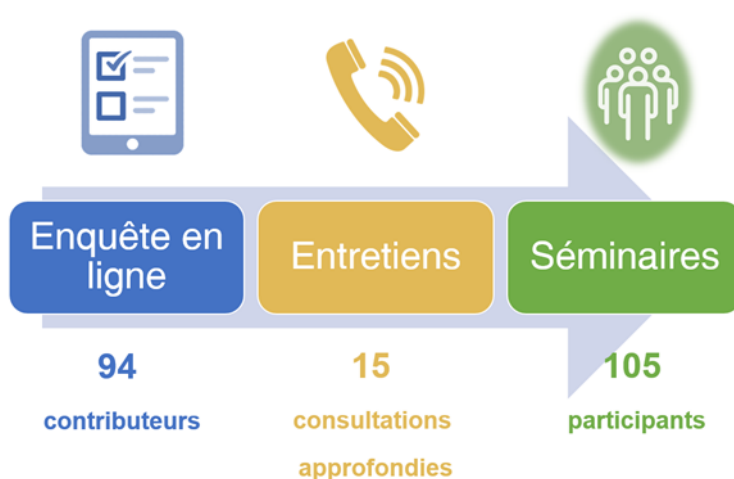 Enquête en
ligne
Entretiens
Séminaires
94
contributeurs
15
consultations
approfondies
105
participants